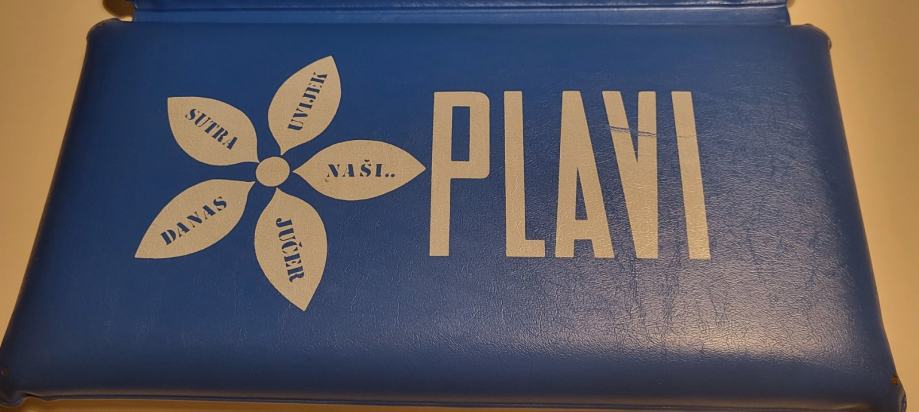 NAŠI..
JUČER
DANAS
SUTRA
UVIJEK
PLAVI